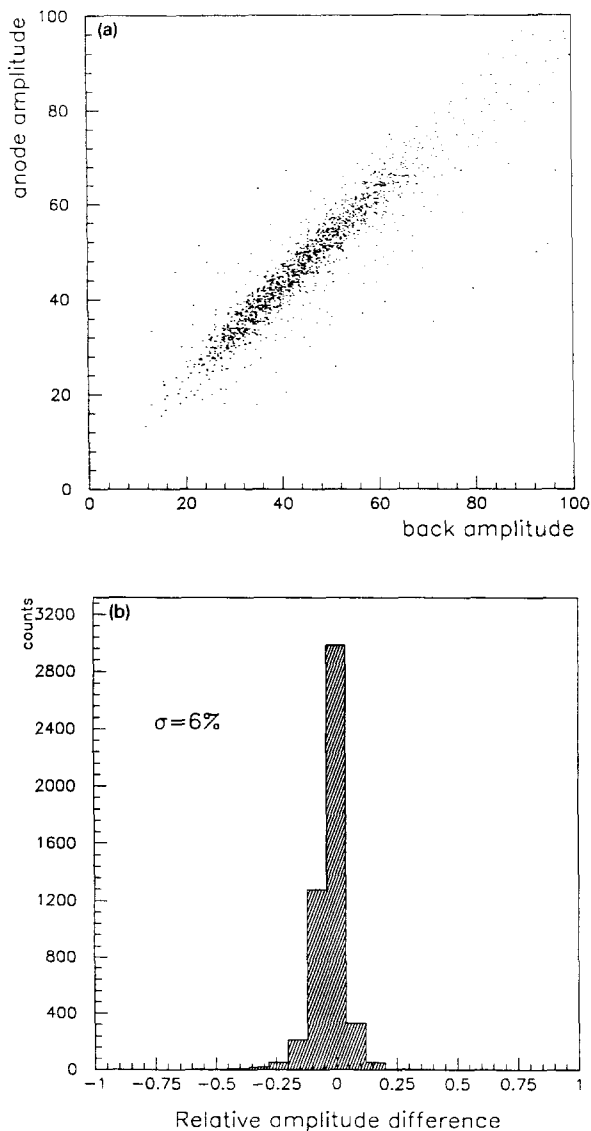 100
(a)
anode amplitude
80
60
40
20
0
0 20 40 60 80 100
back amplitude
(b)
counts
3200
2800
σ=6%
2400
2000
1600
1200
800
400
0
-1 -0.75 -0.5 -0.25 0 0.25 0.5 0.75 1
Relative amplitude difference